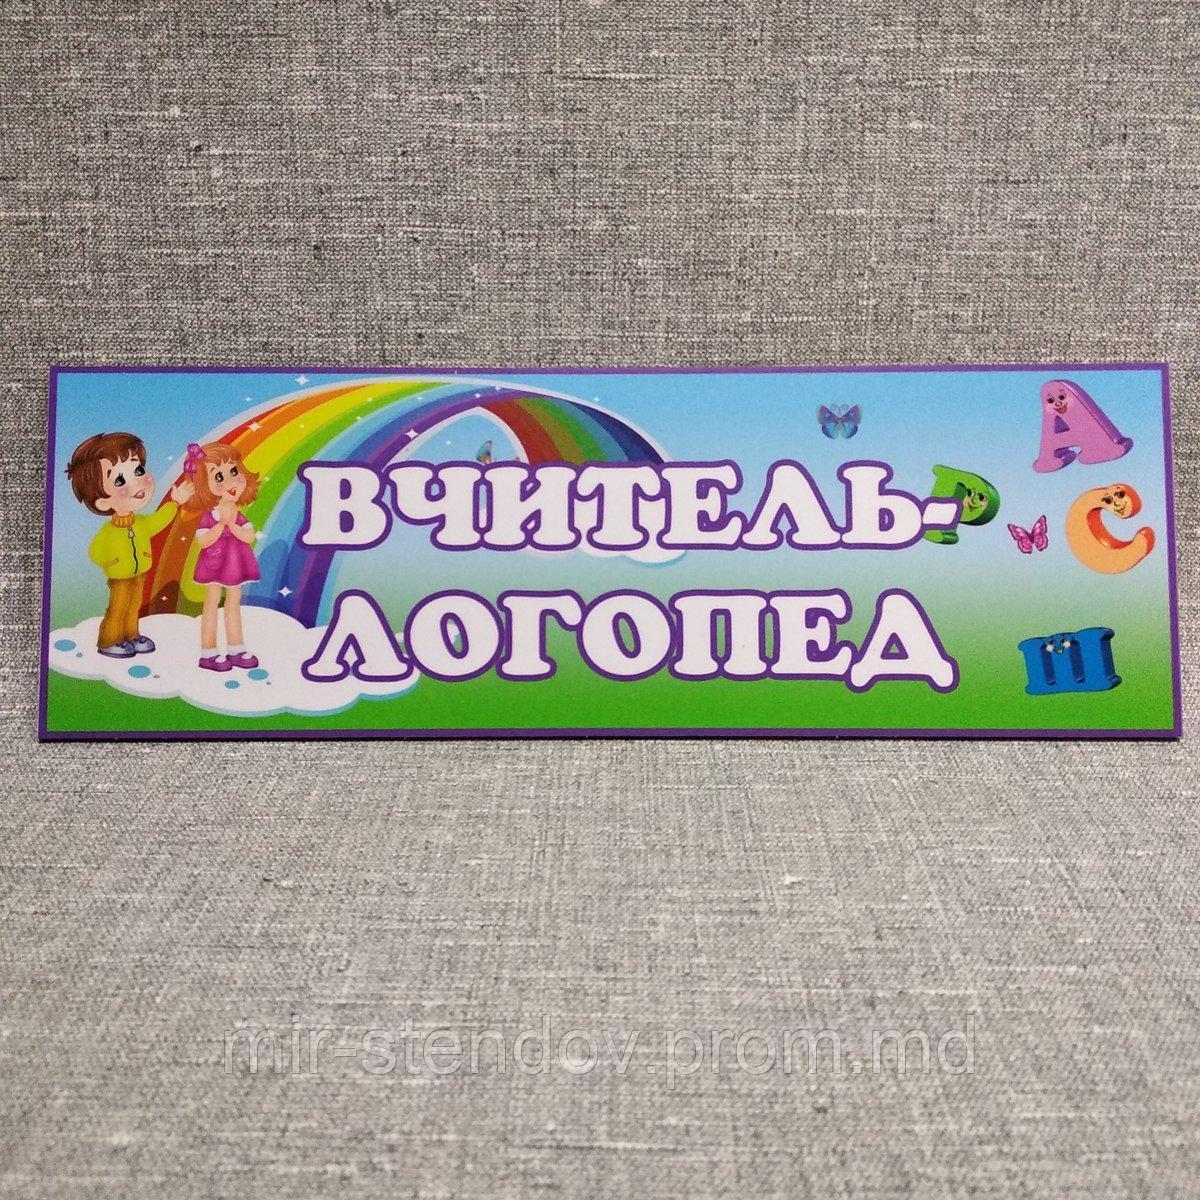 ВЧИТЕЛЬ-
ЛОГОПЕД
А
Р
С
Ш
mir-stendov.prom.md